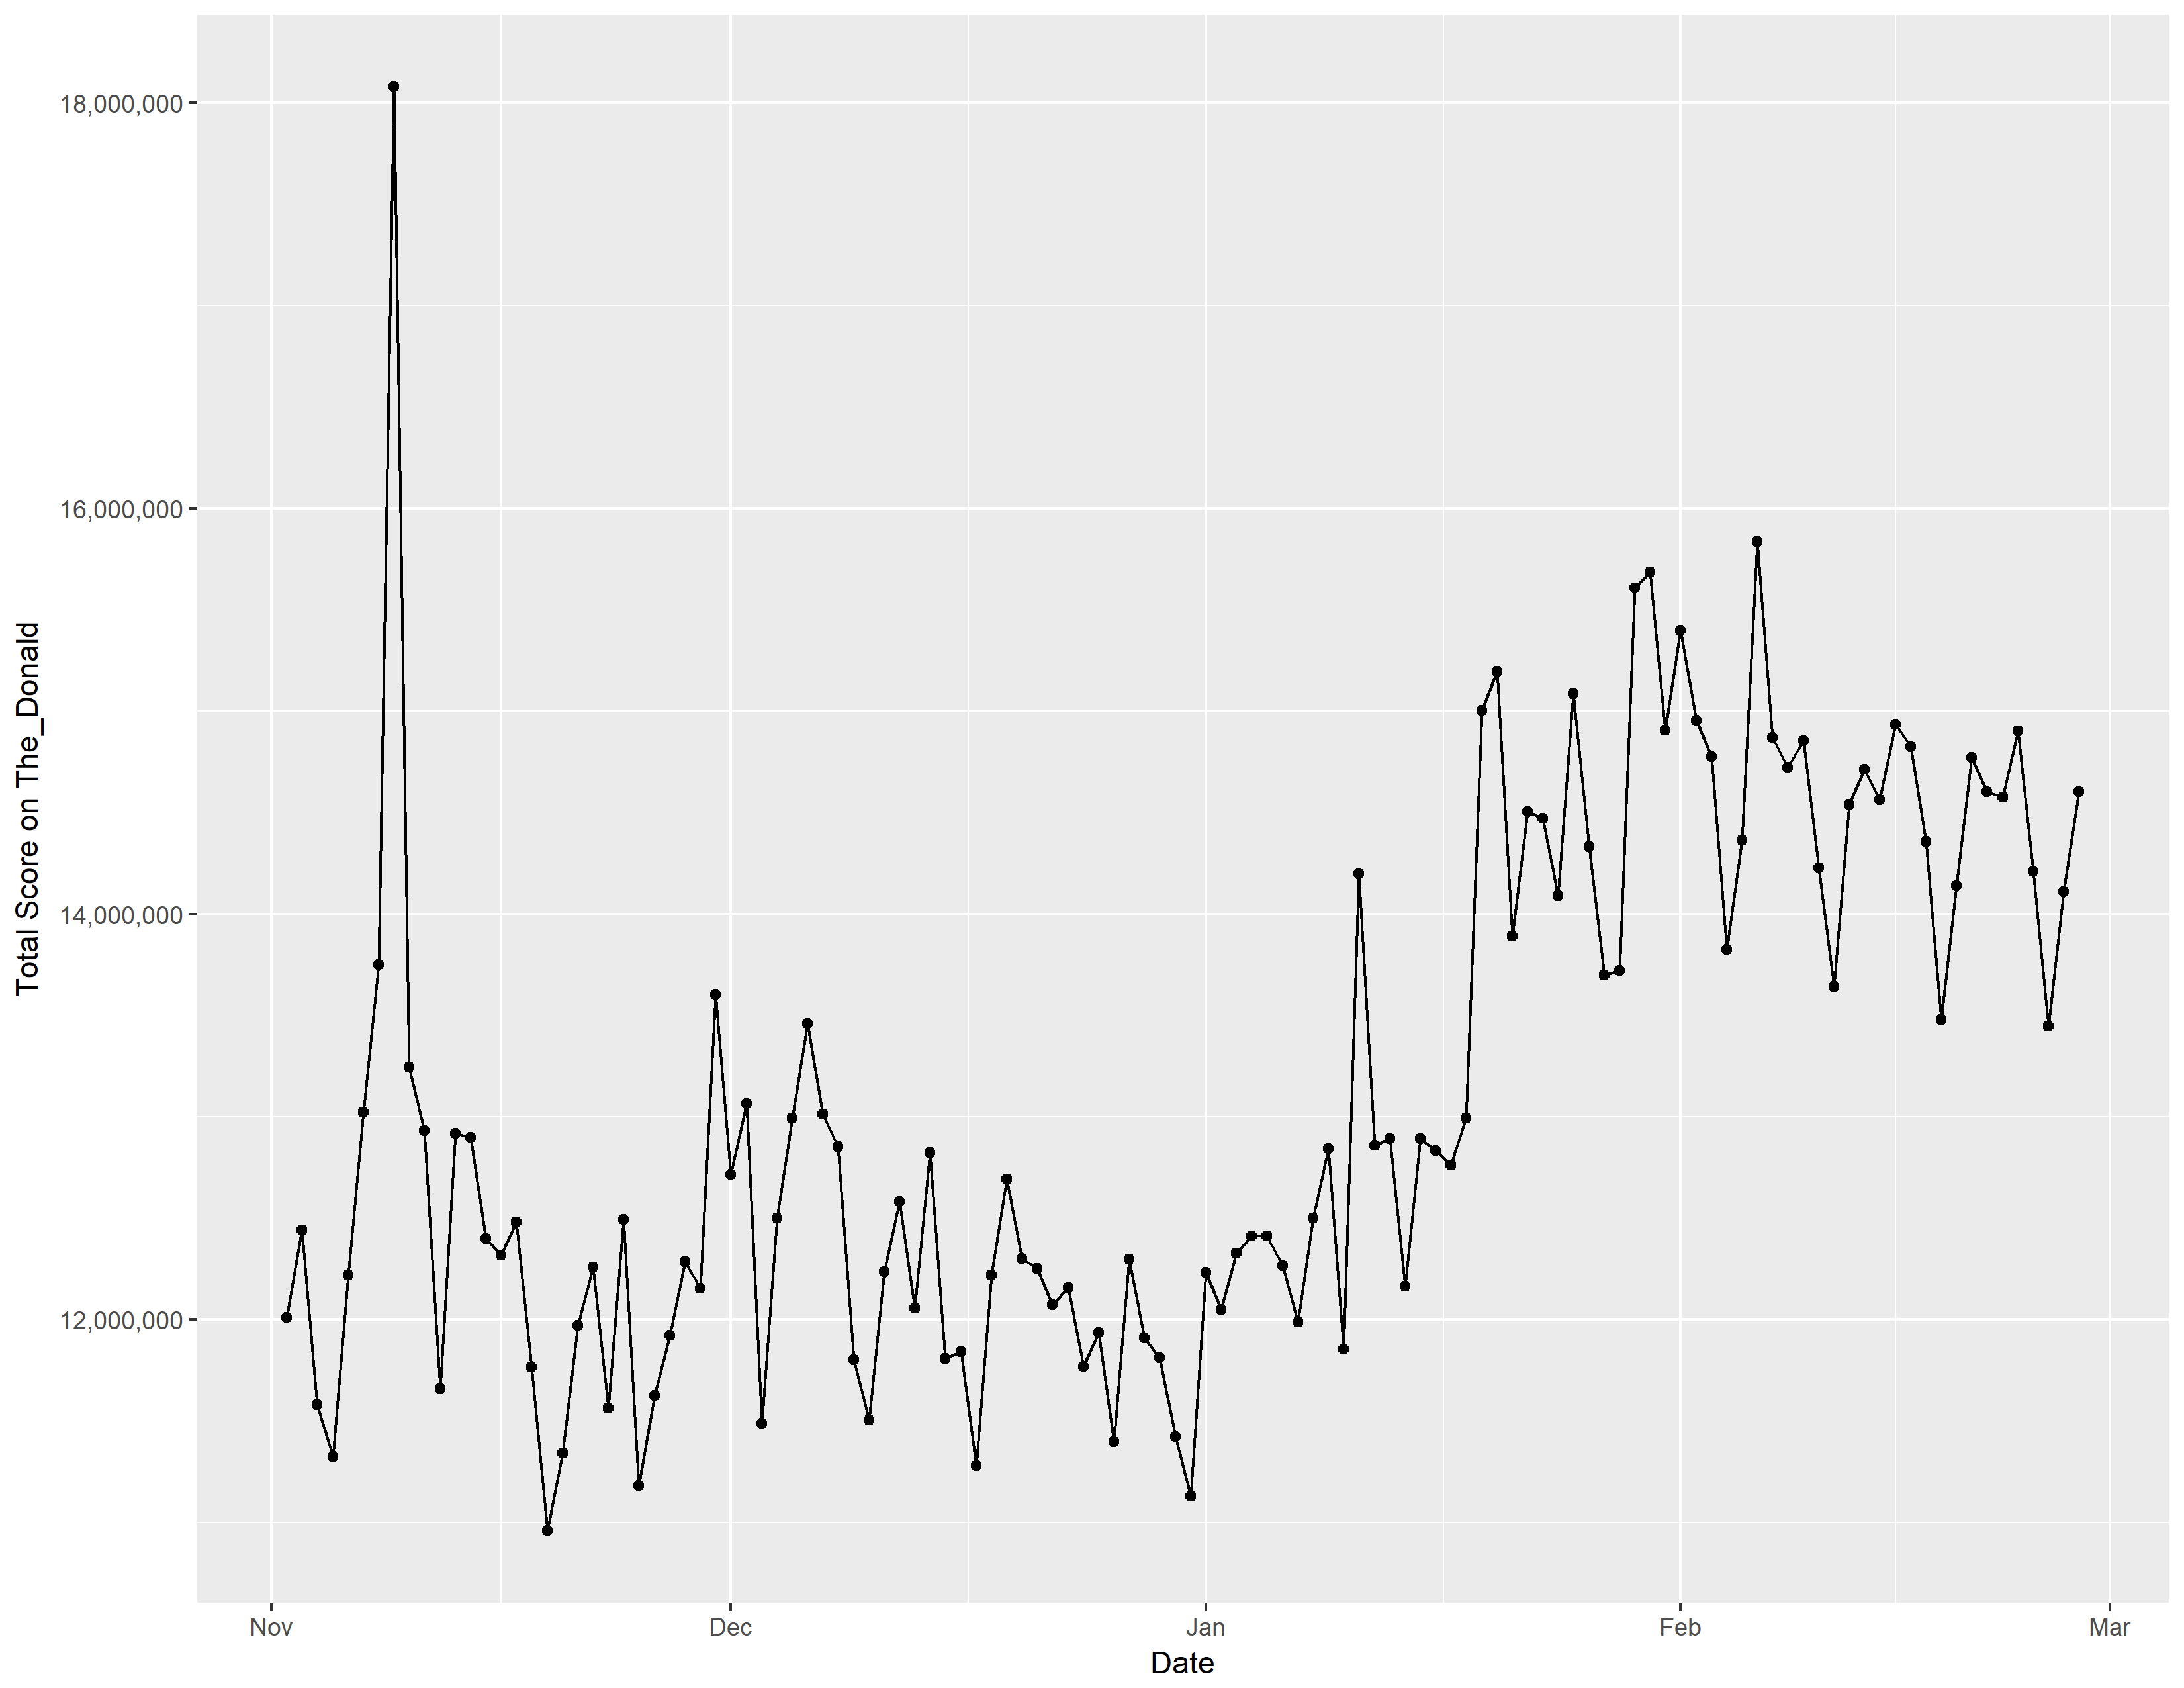 18,000,000
16,000,000
14,000,000
12,000,000
Total Score on The_Donald
Nov Dec Jan Feb Mar
Date